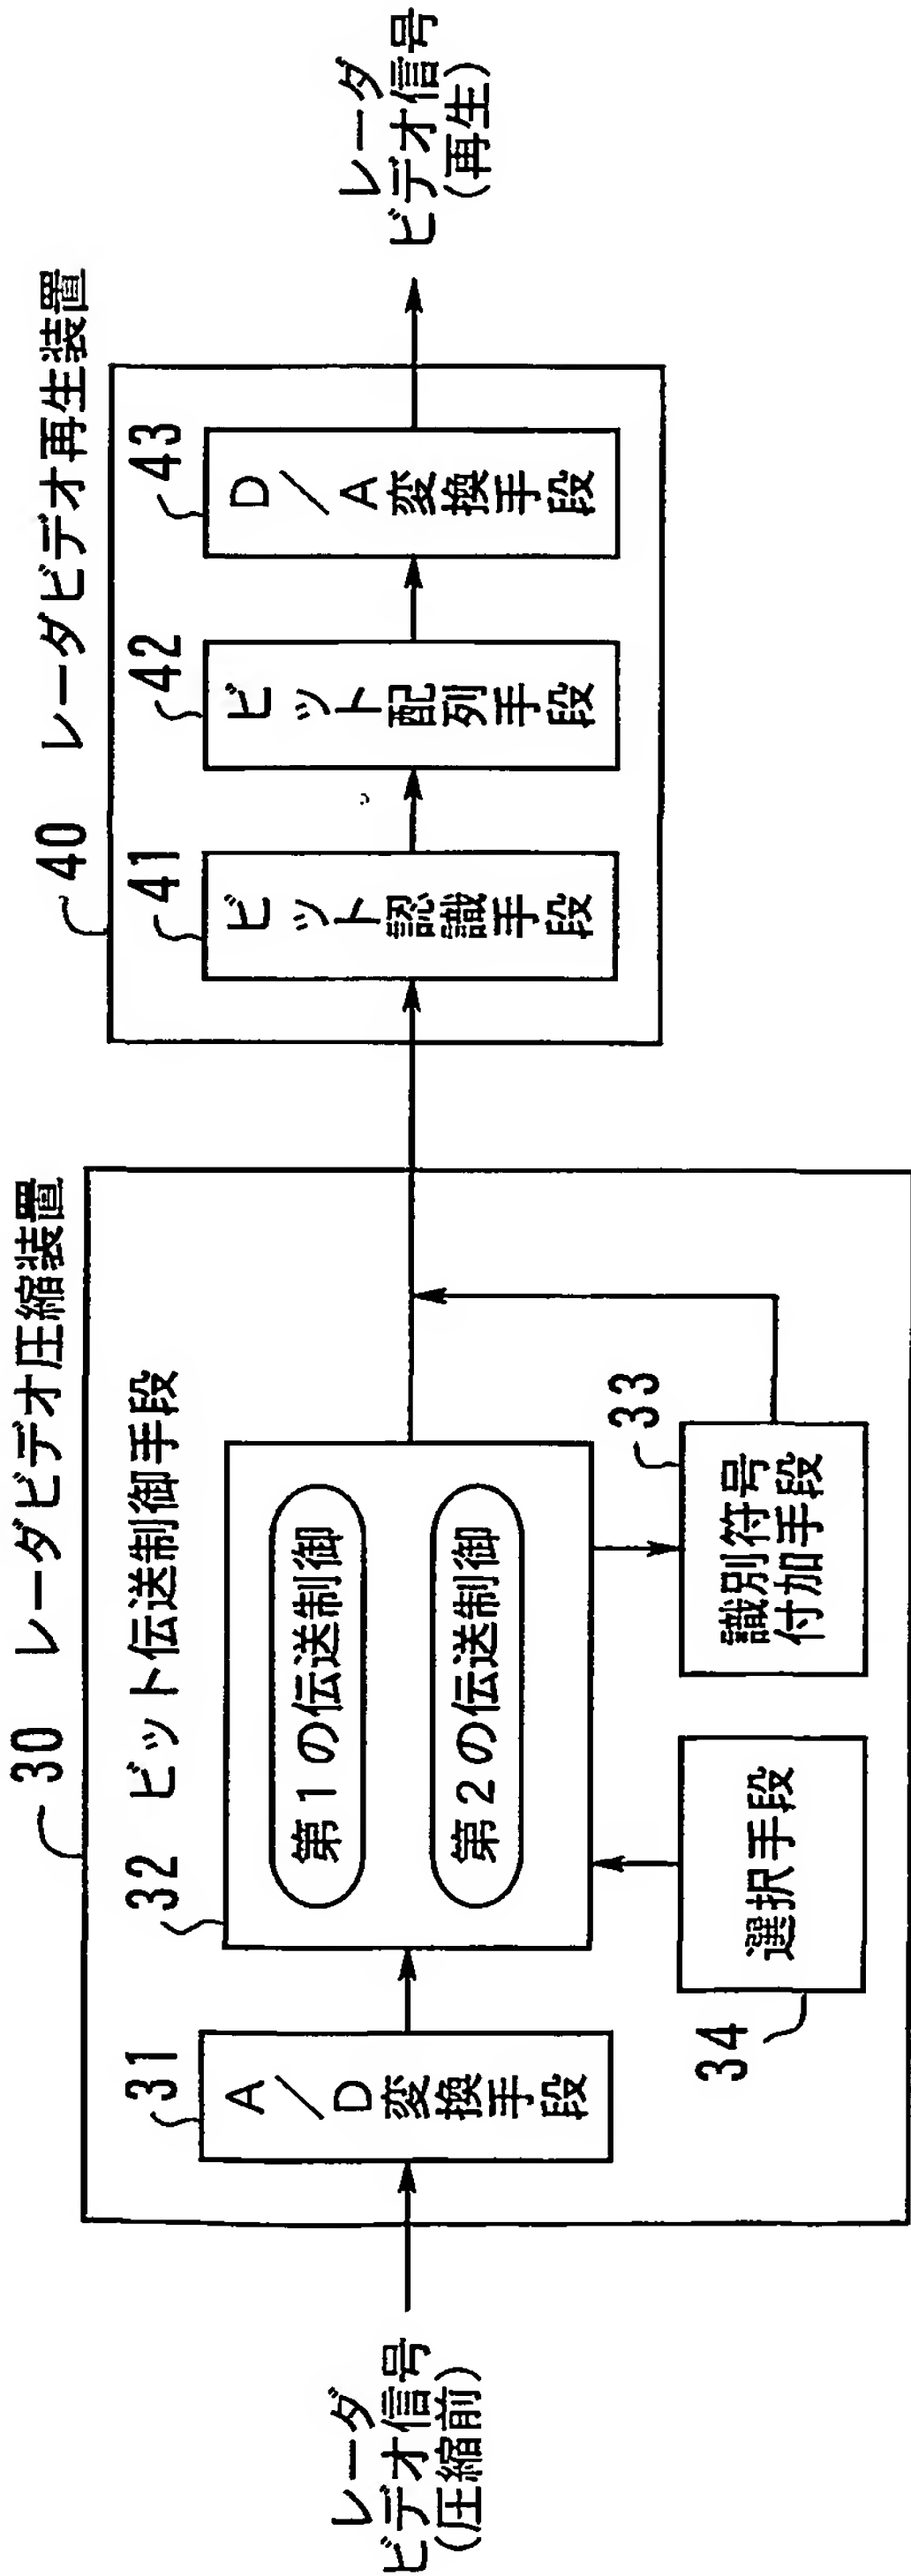 レーダ
ビデオ信号
(圧縮前)
30 レーダビデオ圧縮装置
31
A/D変換手段
32 ビット伝送制御手段
第1の伝送制御
第2の伝送制御
34
選択手段
33
識別符号
付加手段
40 レーダビデオ再生装置
41
ビット認識手段
42
ビット配列手段
43
D/A変換手段
レーダ
ビデオ信号
(再生)